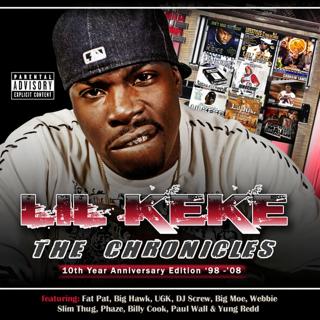 PARENTAL
ADVISORY
EXPLICIT CONTENT
LIL KEKE
THE CHRONICLES
10th Year Anniversary Edition '98 -'08
featuring: Fat Pat, Big Hawk, UGK, DJ Screw, Big Moe, Webbie
Slim Thug, Phaze, Billy Cook, Paul Wall & Yung Redd